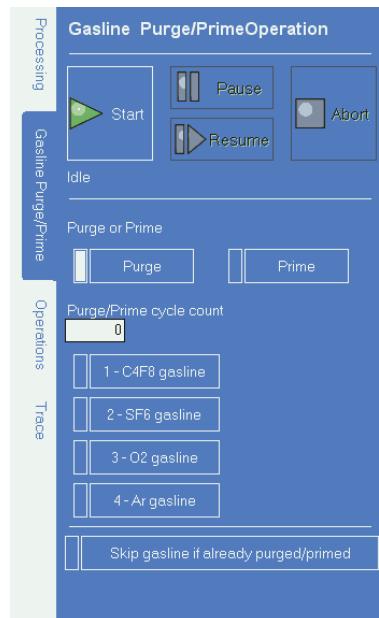 Processing
Gasline Purge/Prime
Operations
Trace
Gasline Purge/PrimeOperation
Start
Pause
Resume
Abort
Idle
Purge or Prime
Purge
Prime
Purge/Prime cycle count
0
1 - C4F8 gasline
2 - SF6 gasline
3 - O2 gasline
4 - Ar gasline
Skip gasline if already purged/primed